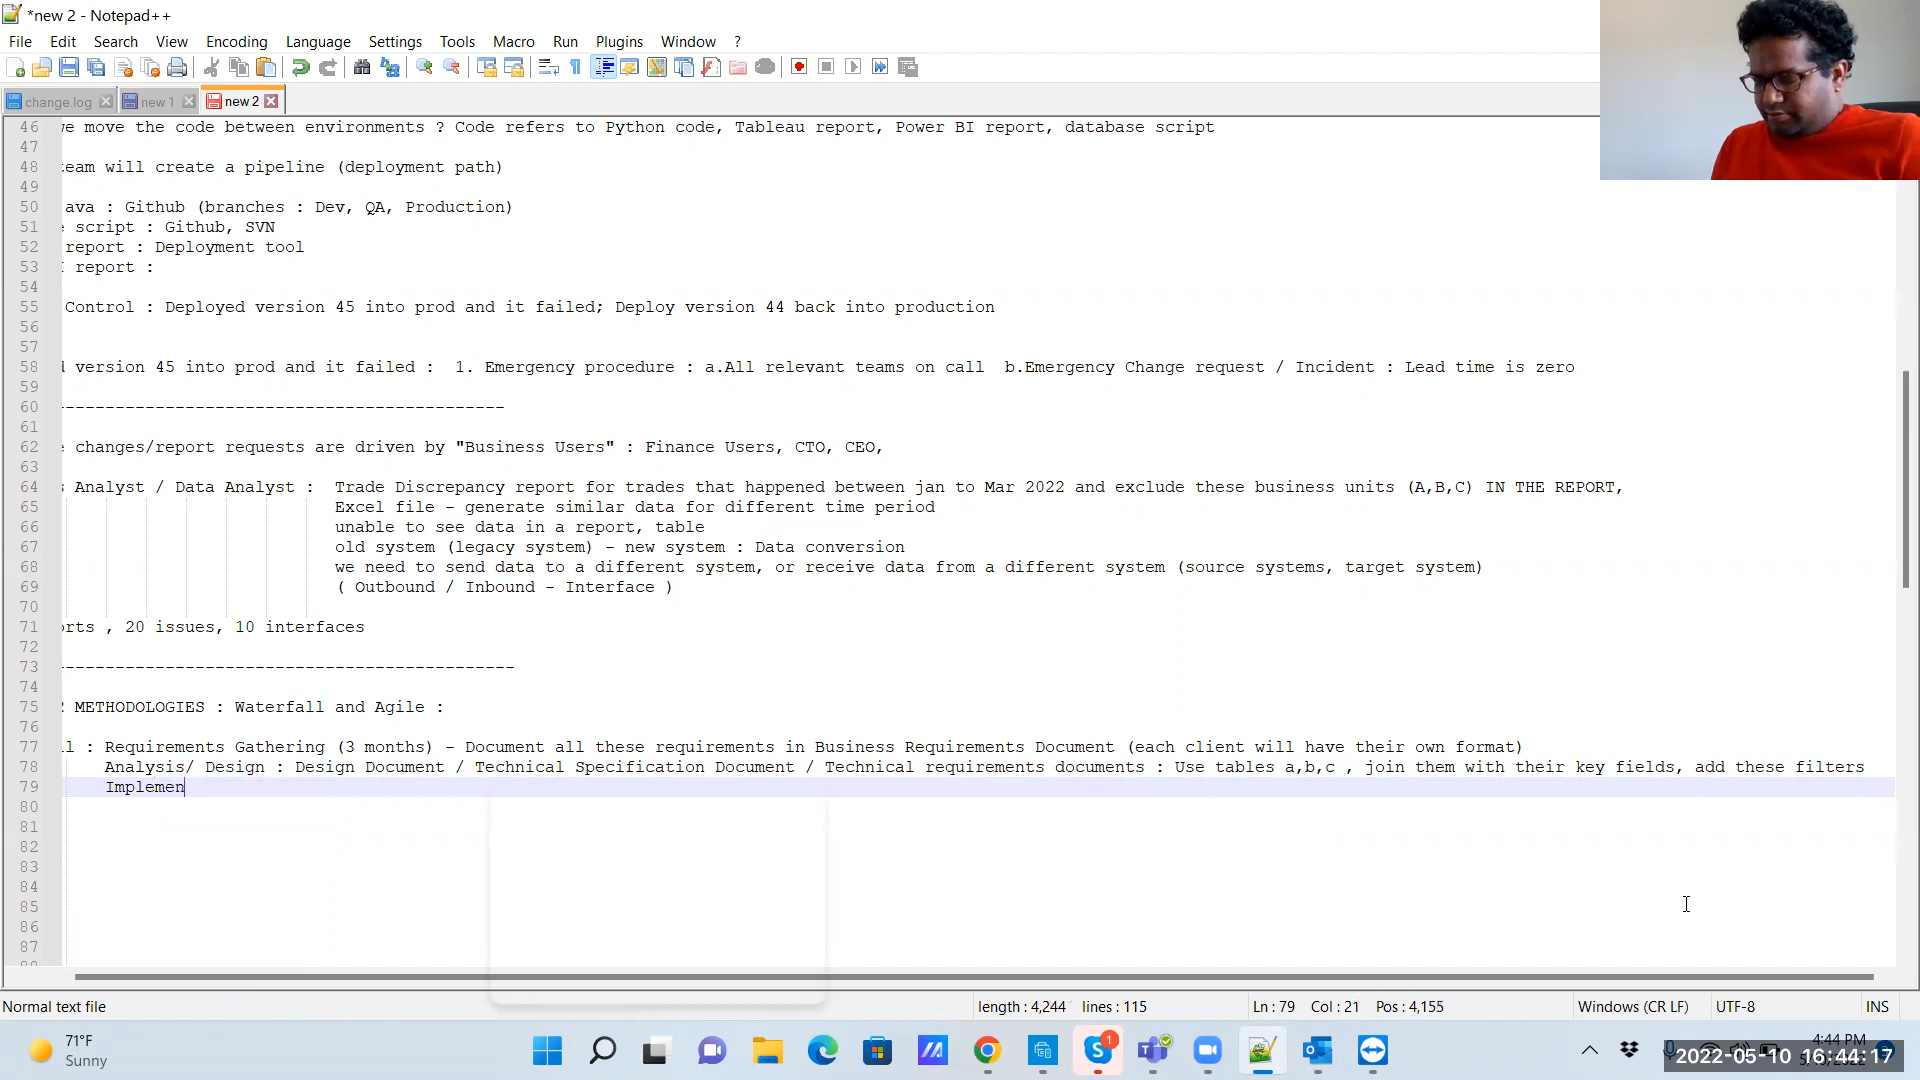 *new 2 - Notepad++
File Edit Search View Encoding Language Settings Tools Macro Run Plugins Window ?
change.log new 1 new 2
46 we move the code between environments ? Code refers to Python code, Tableau report, Power BI report, database script
47
48 team will create a pipeline (deployment path)
49
50 ava : Github (branches : Dev, QA, Production)
51 e script : Github, SVN
52 report : Deployment tool
53 I report :
54
55 Control : Deployed version 45 into prod and it failed; Deploy version 44 back into production
56
57
58 d version 45 into prod and it failed : 1. Emergency procedure : a.All relevant teams on call b.Emergency Change request / Incident : Lead time is zero
59
60 --------------------------------------------
61
62 e changes/report requests are driven by "Business Users" : Finance Users, CTO, CEO,
63
64 s Analyst / Data Analyst : Trade Discrepancy report for trades that happened between jan to Mar 2022 and exclude these business units (A,B,C) IN THE REPORT,
65 Excel file - generate similar data for different time period
66 unable to see data in a report, table
67 old system (legacy system) - new system : Data conversion
68 we need to send data to a different system, or receive data from a different system (source systems, target system)
69 ( Outbound / Inbound - Interface )
70
71 orts , 20 issues, 10 interfaces
72
73 ---------------------------------------------
74
75 2 METHODOLOGIES : Waterfall and Agile :
76
77 ll : Requirements Gathering (3 months) - Document all these requirements in Business Requirements Document (each client will have their own format)
78 Analysis/ Design : Design Document / Technical Specification Document / Technical requirements documents : Use tables a,b,c , join them with their key fields, add these filters
79 Implemen
80
81
82
83
84
85
86
87
88
Normal text file length : 4,244 lines : 115 Ln : 79 Col : 21 Pos : 4,155 Windows (CR LF) UTF-8 INS
71°F
Sunny
1
4:44 PM
2022-05-10 16:44:17